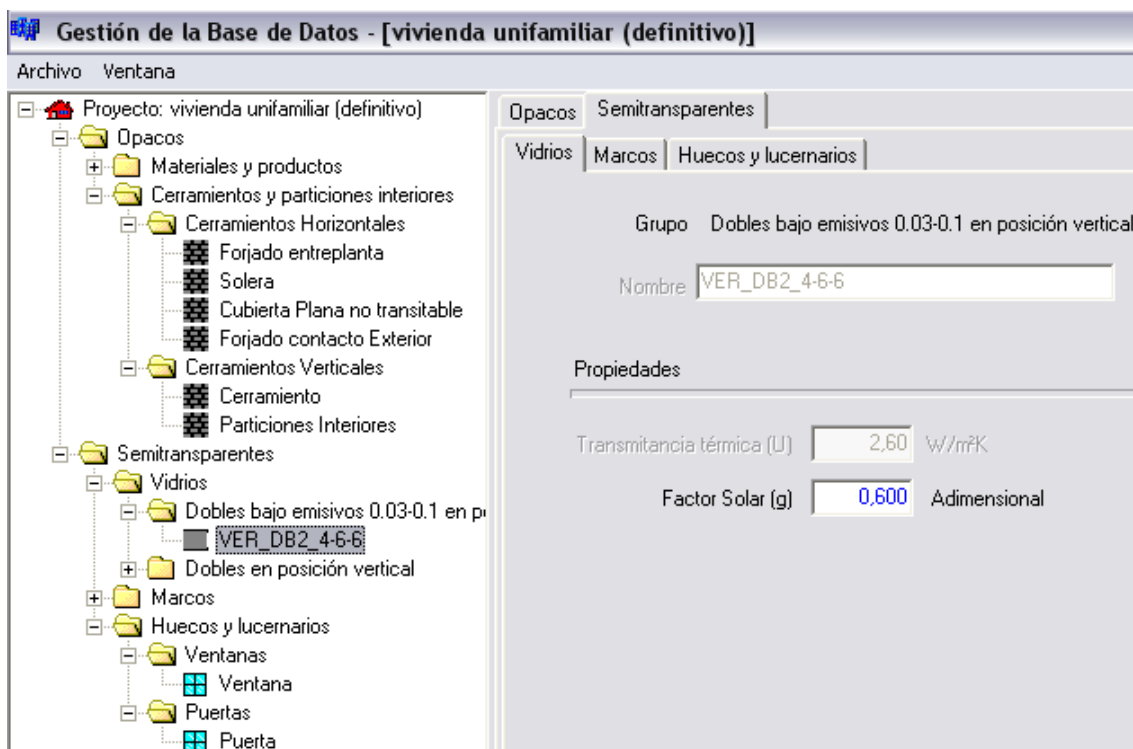 Gestión de la Base de Datos - [vivienda unifamiliar (definitivo)]
Archivo Ventana
Proyecto: vivienda unifamiliar (definitivo)
Opacos
Materiales y productos
Cerramientos y particiones interiores
Cerramientos Horizontales
Forjado entreplanta
Solera
Cubierta Plana no transitable
Forjado contacto Exterior
Cerramientos Verticales
Cerramiento
Particiones Interiores
Semitransparentes
Vidrios
Dobles bajo emisivos 0.03-0.1 en p
VER_DB2_4-6-6
Dobles en posición vertical
Marcos
Huecos y lucernarios
Ventanas
Ventana
Puertas
Puerta
Opacos Semitransparentes
Vidrios Marcos Huecos y lucernarios
Grupo Dobles bajo emisivos 0.03-0.1 en posición vertical
Nombre VER_DB2_4-6-6
Propiedades
Transmitancia térmica (U) 2,60 W/m²K
Factor Solar (g) 0,600 Adimensional